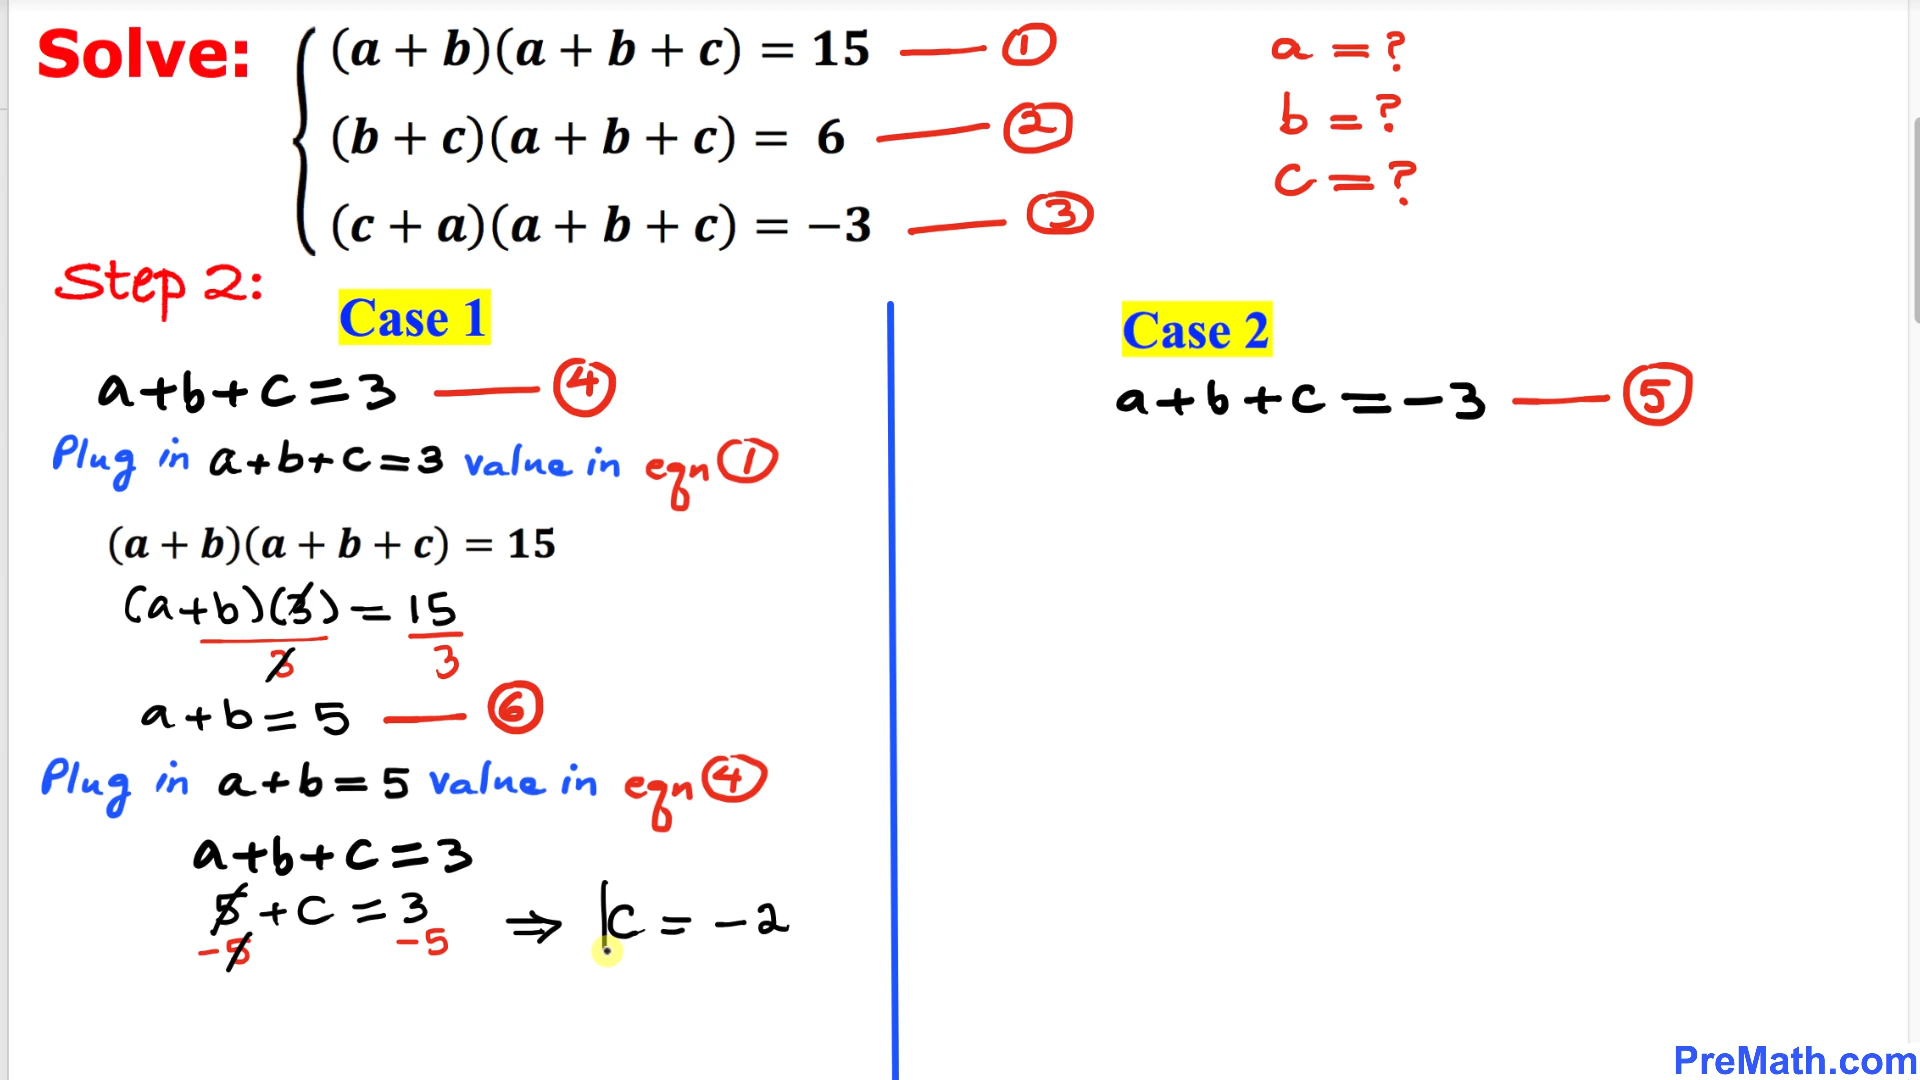 Solve:
(a + b)(a + b + c) = 15 —— ①
(b + c)(a + b + c) = 6 —— ②
(c + a)(a + b + c) = −3 —— ③
a = ?
b = ?
c = ?
Step 2:
Case 1
a+b+c = 3 —— ④
Plug in a+b+c=3 value in eqn ①
(a + b)(a + b + c) = 15
(a+b)(3) = 15
3 3
a+b = 5 —— ⑥
Plug in a+b=5 value in eqn ④
a+b+c = 3
5+c = 3 ⇒ c = -2
-5 -5
Case 2
a+b+c = -3 —— ⑤
PreMath.com